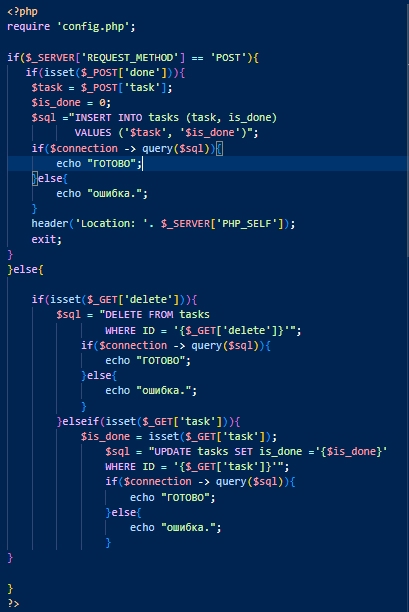 <?php
require 'config.php';
if($_SERVER['REQUEST_METHOD'] == 'POST'){
if(isset($_POST['done'])){
$task = $_POST['task'];
$is_done = 0;
$sql ="INSERT INTO tasks (task, is_done)
VALUES ('$task', '$is_done')";
if($connection -> query($sql)){
echo "ГОТОВО";
}else{
echo "ошибка.";
}
header('Location: '. $_SERVER['PHP_SELF']);
exit;
}
}else{
if(isset($_GET['delete'])){
$sql = "DELETE FROM tasks
WHERE ID = '{$_GET['delete']}'";
if($connection -> query($sql)){
echo "ГОТОВО";
}else{
echo "ошибка.";
}
}elseif(isset($_GET['task'])){
$is_done = isset($_GET['task']);
$sql = "UPDATE tasks SET is_done ='{$is_done}'
WHERE ID = '{$_GET['task']}'";
if($connection -> query($sql)){
echo "ГОТОВО";
}else{
echo "ошибка.";
}
}
}
?>